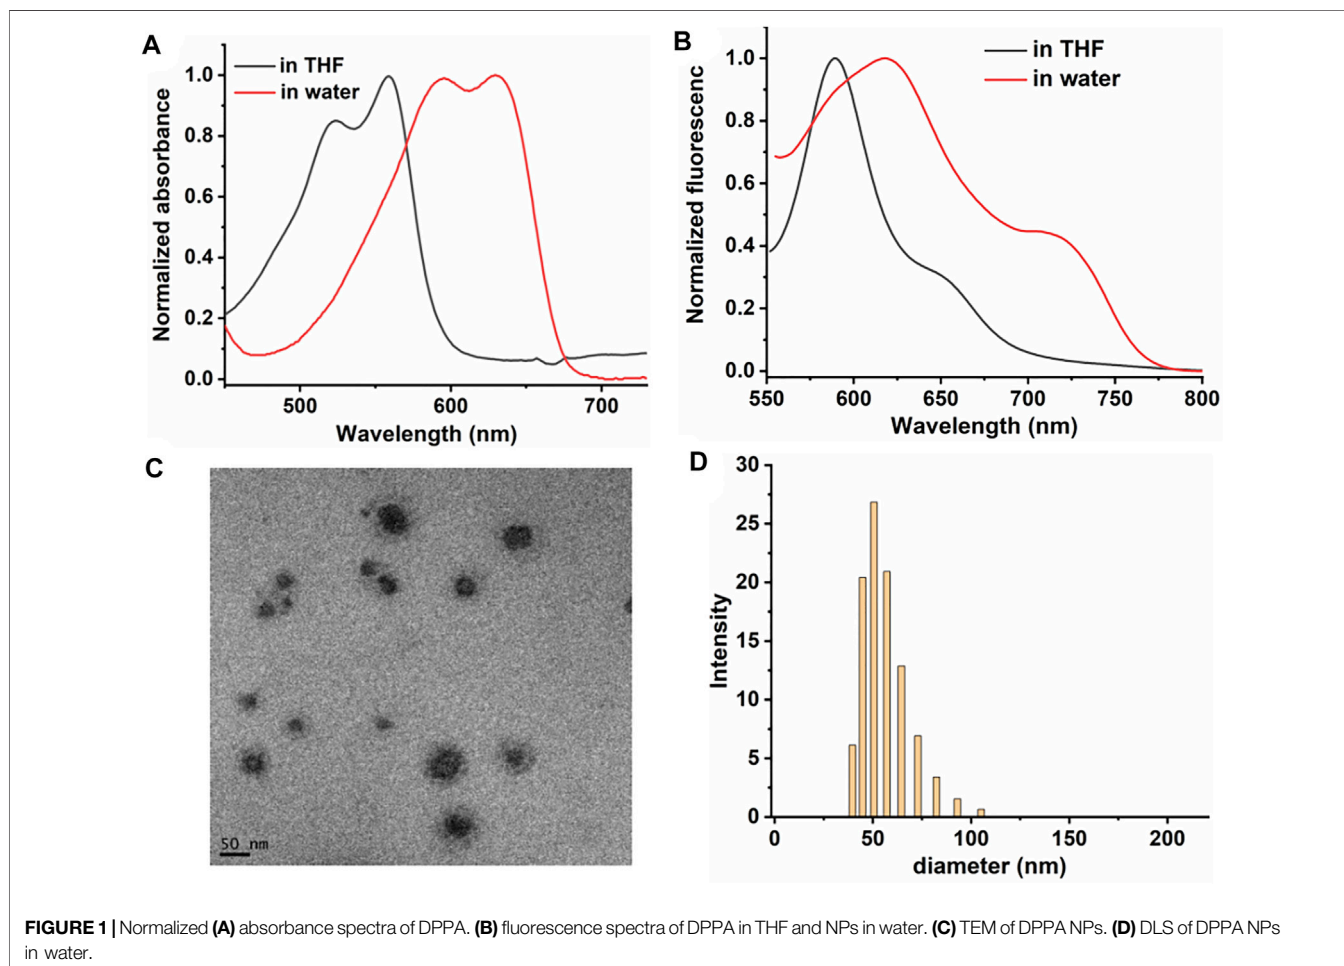 A
in THF
in water
1.0
0.8
0.6
0.4
0.2
0.0
Normalized absorbance
500
600
700
Wavelength (nm)
B
in THF
in water
1.0
0.8
0.6
0.4
0.2
0.0
Normalized fluorescenc
550
600
650
700
750
800
Wavelength (nm)
C
50 nm
D
30
25
20
15
10
5
0
Intensity
0
50
100
150
200
diameter (nm)
FIGURE 1 | Normalized (A) absorbance spectra of DPPA. (B) fluorescence spectra of DPPA in THF and NPs in water. (C) TEM of DPPA NPs. (D) DLS of DPPA NPs
in water.